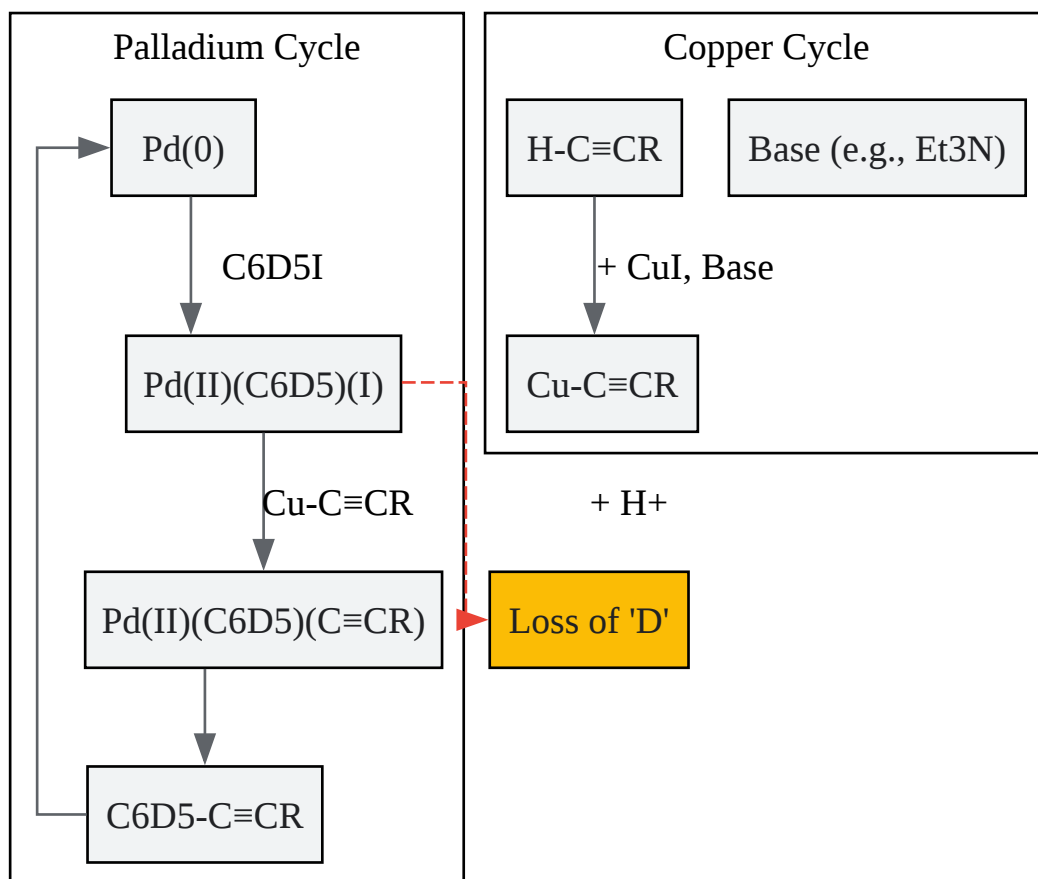 Palladium Cycle
Pd(0)
C6D5I
Pd(II)(C6D5)(I)
Cu-C≡CR
Pd(II)(C6D5)(C≡CR)
C6D5-C≡CR
Copper Cycle
H-C≡CR
Base (e.g., Et3N)
+ CuI, Base
Cu-C≡CR
+ H+
Loss of 'D'